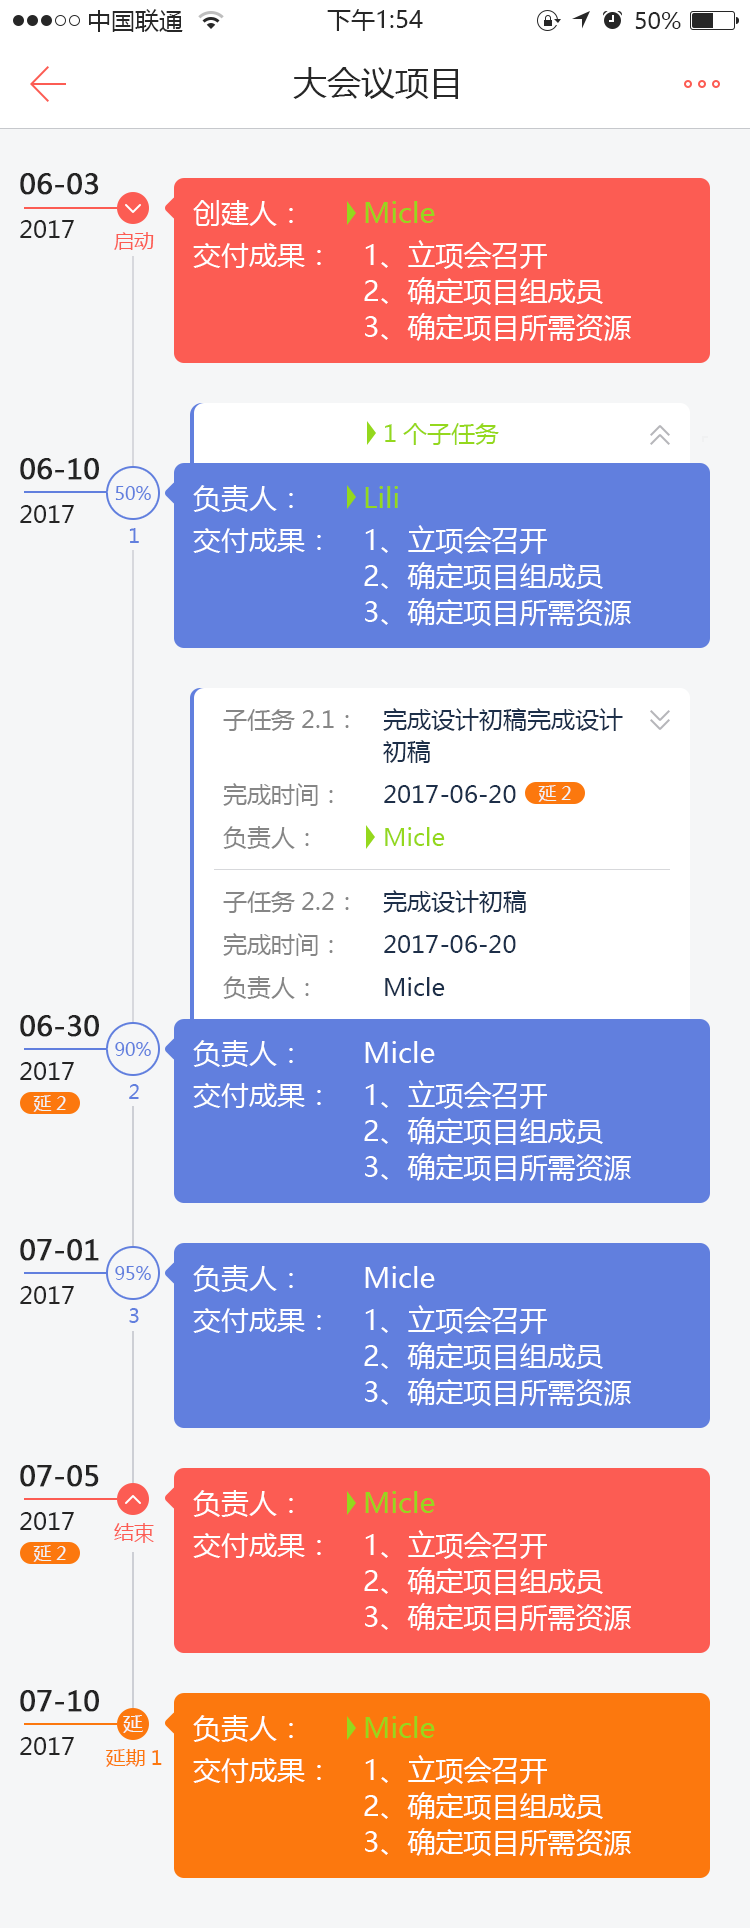 中国联通 下午1:54 50%
大会议项目
06-03
2017
启动
创建人： Micle
交付成果： 1、立项会召开
2、确定项目组成员
3、确定项目所需资源
1 个子任务
06-10
2017
50%
1
负责人： Lili
交付成果： 1、立项会召开
2、确定项目组成员
3、确定项目所需资源
子任务 2.1： 完成设计初稿完成设计
初稿
完成时间： 2017-06-20 延 2
负责人： Micle
子任务 2.2： 完成设计初稿
完成时间： 2017-06-20
负责人： Micle
06-30
2017
延 2
90%
2
负责人： Micle
交付成果： 1、立项会召开
2、确定项目组成员
3、确定项目所需资源
07-01
2017
95%
3
负责人： Micle
交付成果： 1、立项会召开
2、确定项目组成员
3、确定项目所需资源
07-05
2017
延 2
结束
负责人： Micle
交付成果： 1、立项会召开
2、确定项目组成员
3、确定项目所需资源
07-10
2017
延
延期 1
负责人： Micle
交付成果： 1、立项会召开
2、确定项目组成员
3、确定项目所需资源